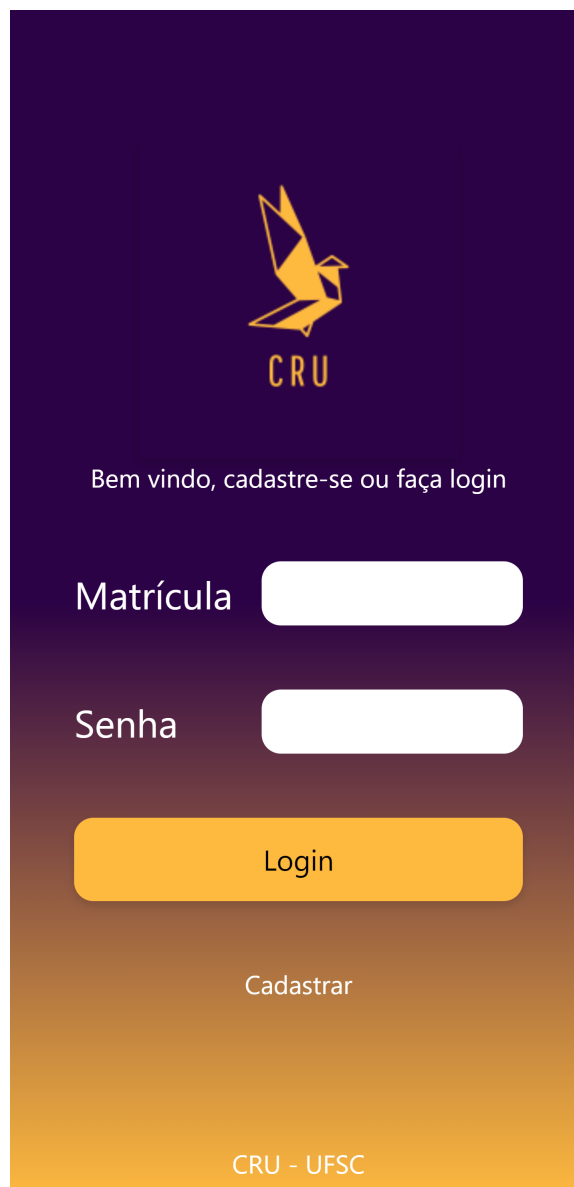 CRU
Bem vindo, cadastre-se ou faça login
Matrícula
Senha
Login
Cadastrar
CRU - UFSC